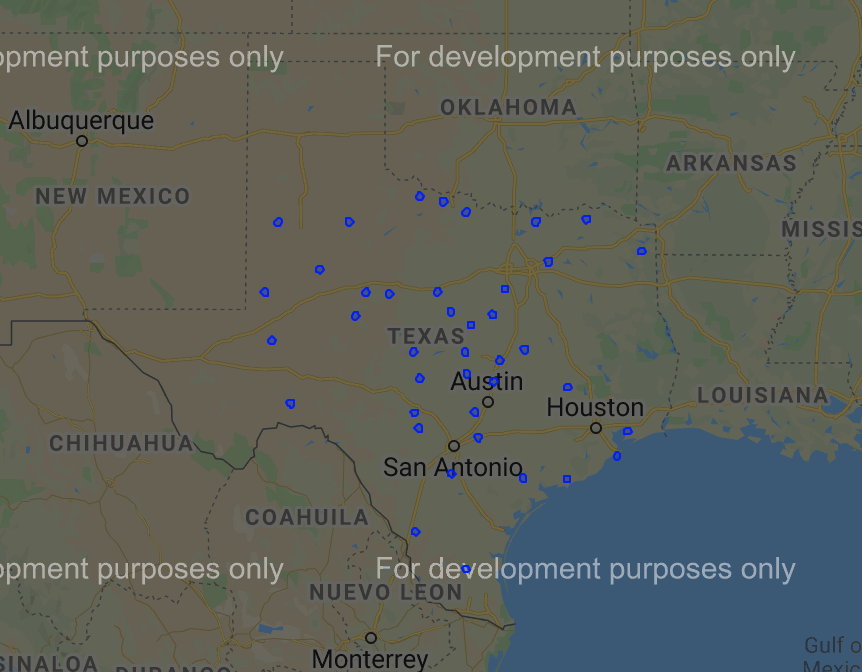 opment purposes only
For development purposes only
OKLAHOMA
Albuquerque
ARKANSAS
NEW MEXICO
MISSIS
TEXAS
Austin
LOUISIANA
Houston
CHIHUAHUA
San Antonio
COAHUILA
opment purposes only
For development purposes only
NUEVO LEON
Gulf o
Mexic
Monterrey
SINALOA
DURANGO